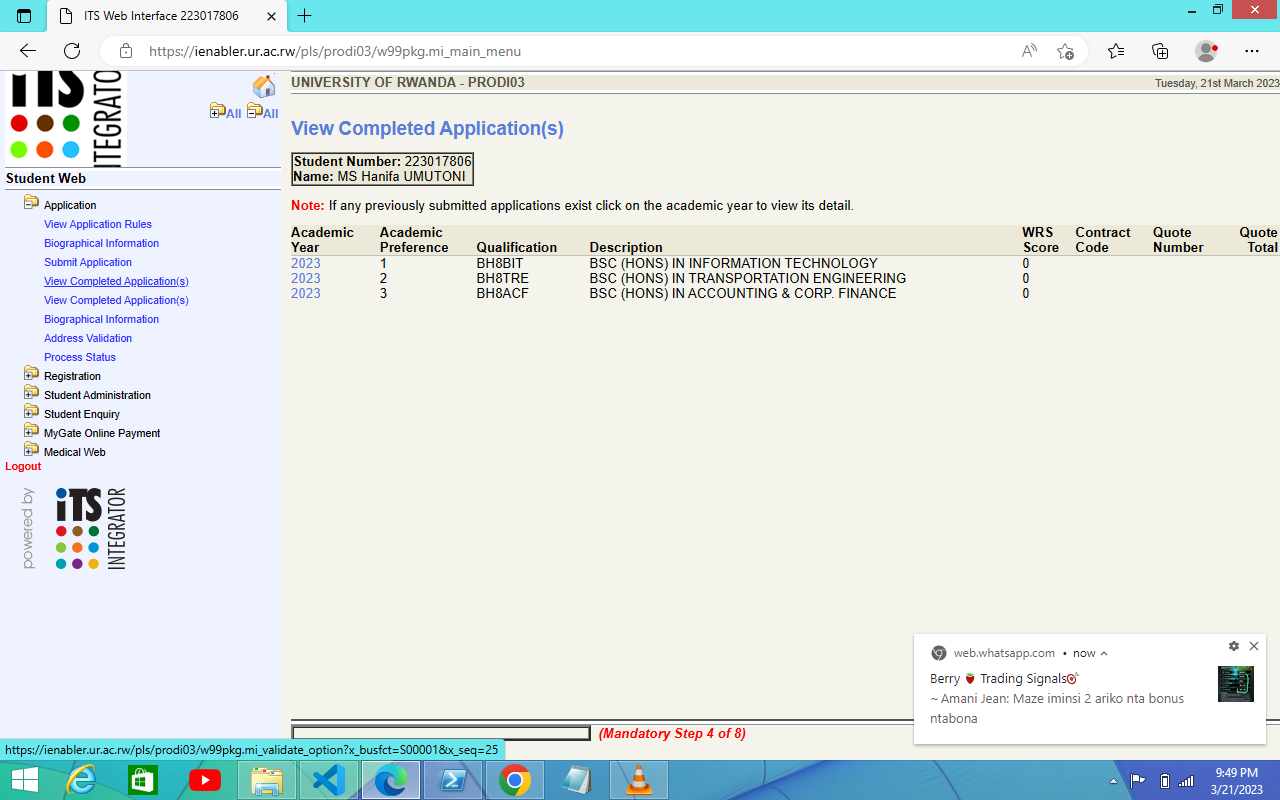 ITS Web Interface 223017806
https://ienabler.ur.ac.rw/pls/prodi03/w99pkg.mi_main_menu
iTS
INTEGRATOR
All All
Student Web
Application
View Application Rules
Biographical Information
Submit Application
View Completed Application(s)
View Completed Application(s)
Biographical Information
Address Validation
Process Status
Registration
Student Administration
Student Enquiry
MyGate Online Payment
Medical Web
Logout
powered by
iTS
INTEGRATOR
UNIVERSITY OF RWANDA - PRODI03 Tuesday, 21st March 2023
View Completed Application(s)
Student Number: 223017806
Name: MS Hanifa UMUTONI
Note: If any previously submitted applications exist click on the academic year to view its detail.
Academic Academic WRS Contract Quote Quote
Year Preference Qualification Description Score Code Number Total
2023 1 BH8BIT BSC (HONS) IN INFORMATION TECHNOLOGY 0
2023 2 BH8TRE BSC (HONS) IN TRANSPORTATION ENGINEERING 0
2023 3 BH8ACF BSC (HONS) IN ACCOUNTING & CORP. FINANCE 0
web.whatsapp.com • now
Berry 🍓 Trading Signals🎯
~ Amani Jean: Maze iminsi 2 ariko nta bonus
ntabona
(Mandatory Step 4 of 8)
https://ienabler.ur.ac.rw/pls/prodi03/w99pkg.mi_validate_option?x_busfct=S00001&x_seq=25
9:49 PM
3/21/2023